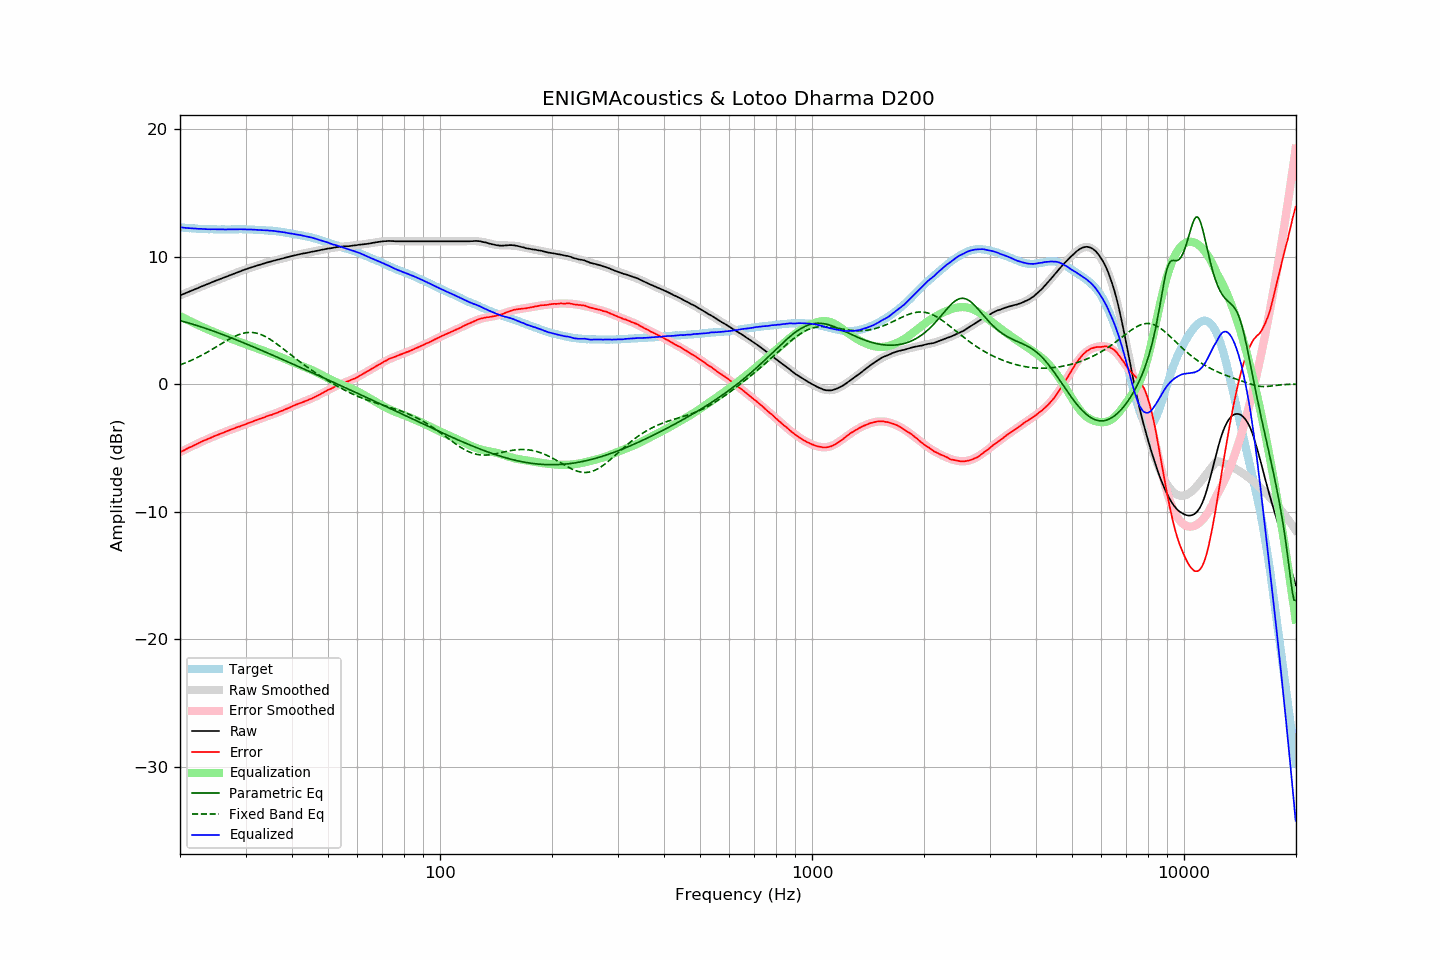 ENIGMAcoustics & Lotoo Dharma D200
20
10
0
−10
−20
−30
Amplitude (dBr)
Target
Raw Smoothed
Error Smoothed
Raw
Error
Equalization
Parametric Eq
Fixed Band Eq
Equalized
100
1000
10000
Frequency (Hz)